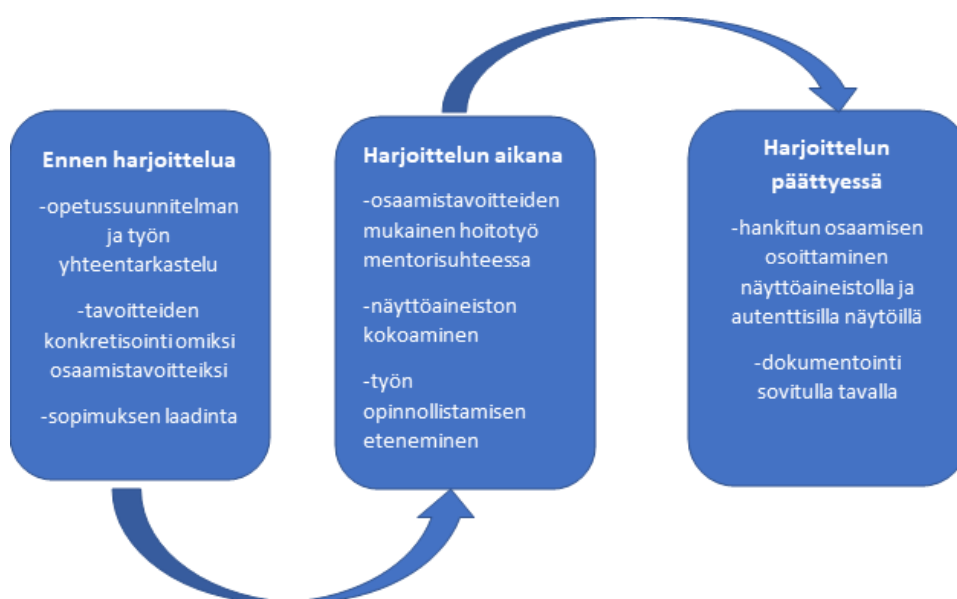 Ennen harjoittelua
-opetussuunnitelman
ja työn
yhteentarkastelu
-tavoitteiden
konkretisointi omiksi
osaamistavoitteiksi
-sopimuksen laadinta
Harjoittelun aikana
-osaamistavoitteiden
mukainen hoitotyö
mentorisuhteessa
-näyttöaineiston
kokoaminen
-työn
opinnollistamisen
eteneminen
Harjoittelun
päättyessä
-hankitun osaamisen
osoittaminen
näyttöaineistolla ja
autenttisilla näytöillä
-dokumentointi
sovitulla tavalla